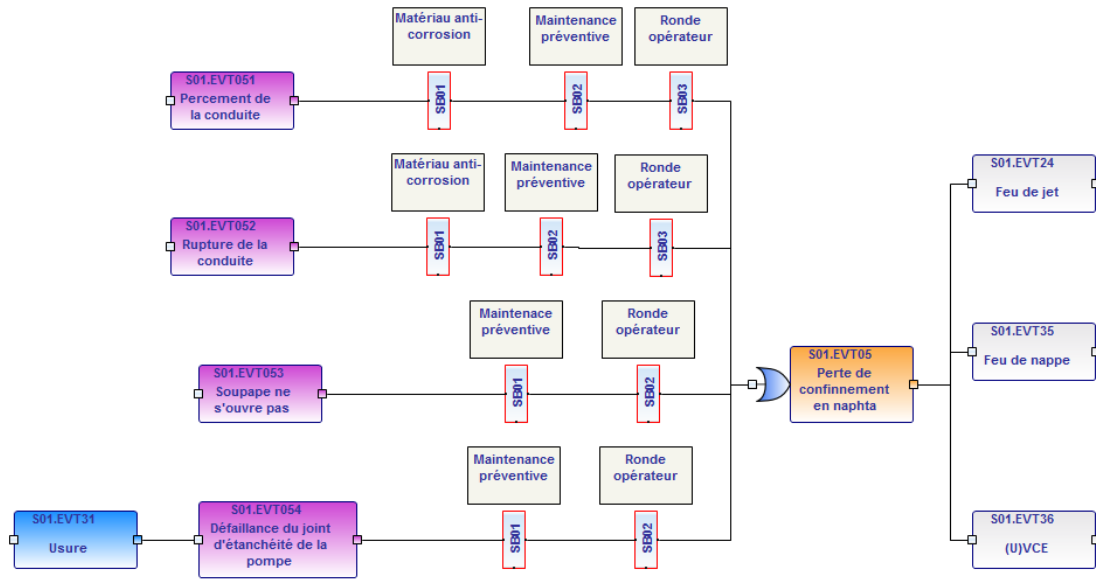 Matériau anti-
corrosion
Maintenance
préventive
Ronde
opérateur
S01.EVT051
Percement de
la conduite
SB01
SB02
SB03
Matériau anti-
corrosion
Maintenance
préventive
Ronde
opérateur
S01.EVT052
Rupture de la
conduite
SB01
SB02
SB03
Maintenace
préventive
Ronde
opérateur
S01.EVT053
Soupape ne
s'ouvre pas
SB01
SB02
Maintenance
préventive
Ronde
opérateur
S01.EVT31
Usure
S01.EVT054
Défaillance du joint
d'étanchéité de la
pompe
SB01
SB02
S01.EVT05
Perte de
confinnement
en naphta
S01.EVT24
Feu de jet
S01.EVT35
Feu de nappe
S01.EVT36
(U)VCE